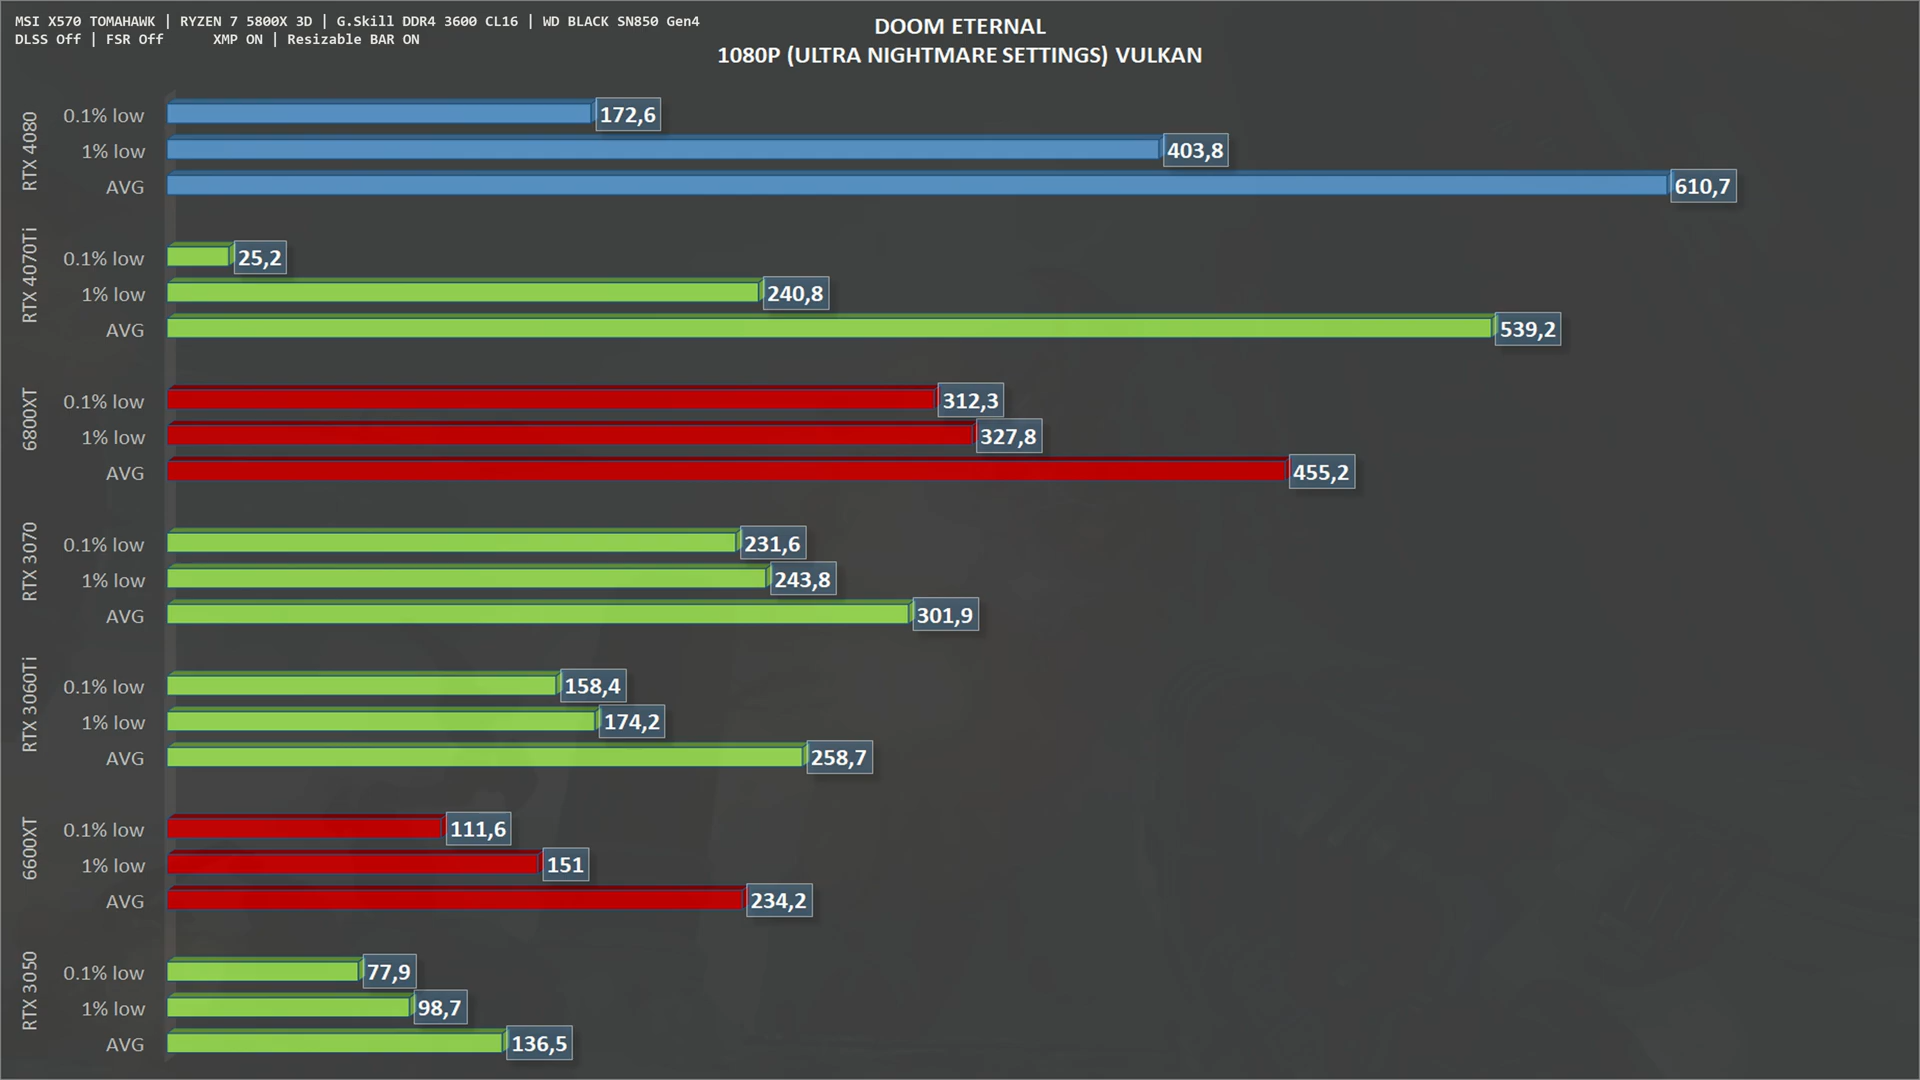 MSI X570 TOMAHAWK | RYZEN 7 5800X 3D | G.Skill DDR4 3600 CL16 | WD BLACK SN850 Gen4
DLSS Off | FSR Off XMP ON | Resizable BAR ON
DOOM ETERNAL
1080P (ULTRA NIGHTMARE SETTINGS) VULKAN
RTX 4080
0.1% low 172,6
1% low 403,8
AVG 610,7
RTX 4070Ti
0.1% low 25,2
1% low 240,8
AVG 539,2
6800XT
0.1% low 312,3
1% low 327,8
AVG 455,2
RTX 3070
0.1% low 231,6
1% low 243,8
AVG 301,9
RTX 3060Ti
0.1% low 158,4
1% low 174,2
AVG 258,7
6600XT
0.1% low 111,6
1% low 151
AVG 234,2
RTX 3050
0.1% low 77,9
1% low 98,7
AVG 136,5